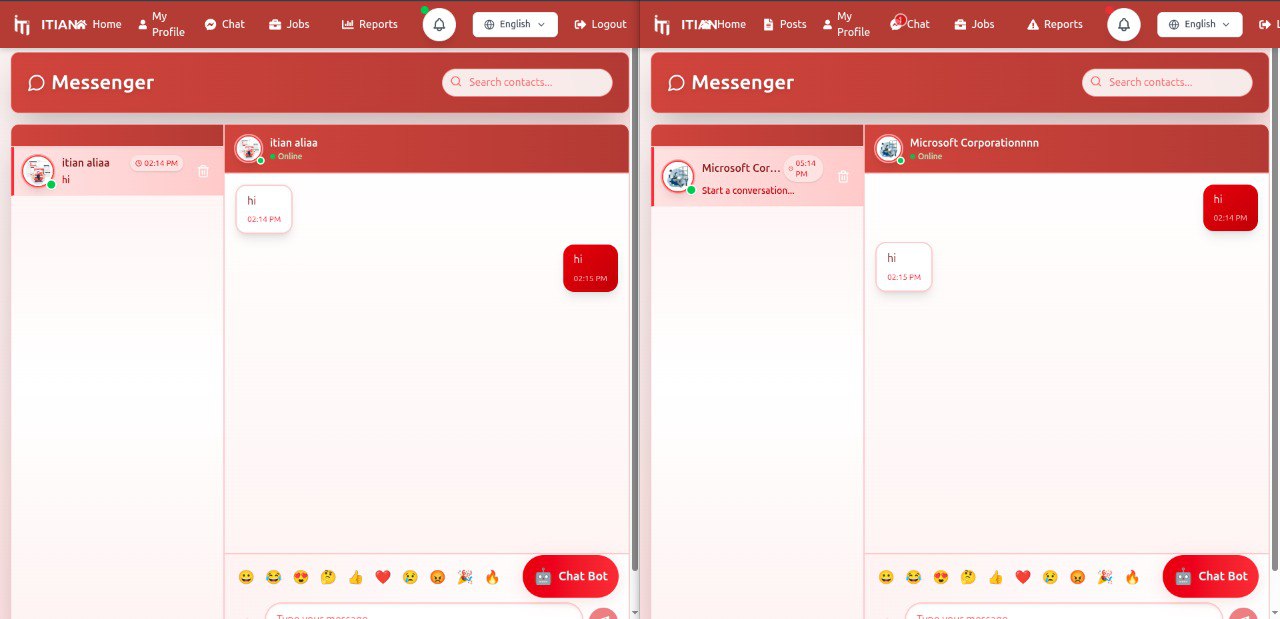 ITIAN
Home
My Profile
Chat
Jobs
Reports
English
Logout
Messenger
Search contacts...
itian aliaa
02:14 PM
hi
itian aliaa
Online
hi
02:14 PM
hi
02:15 PM
Chat Bot
Type your message
ITIAN
Home
Posts
My Profile
1
Chat
Jobs
Reports
English
Messenger
Search contacts...
Microsoft Cor...
05:14 PM
Start a conversation...
Microsoft Corporationnnn
Online
hi
02:14 PM
hi
02:15 PM
Chat Bot
Type your message